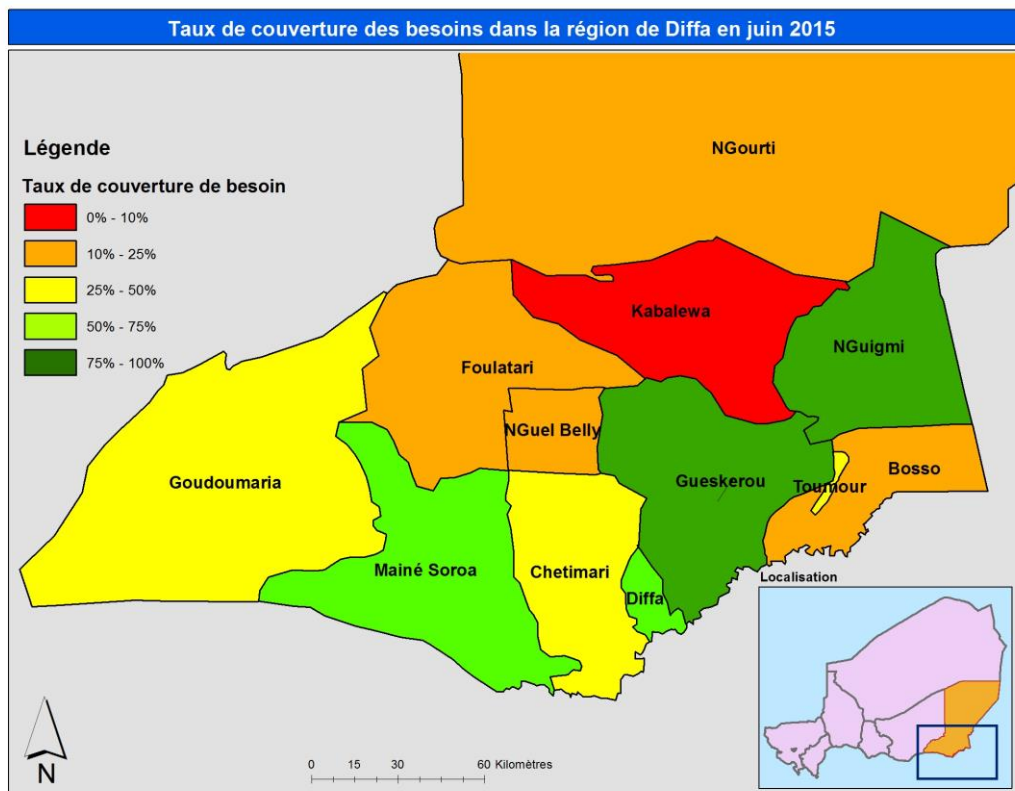 Taux de couverture des besoins dans la région de Diffa en juin 2015
Légende
Taux de couverture de besoin
0% - 10%
10% - 25%
25% - 50%
50% - 75%
75% - 100%
NGourti
Kabalewa
NGuigmi
Foulatari
NGuel Belly
Goudoumaria
Gueskerou
Toumour
Bosso
Mainé Soroa
Chetimari
Diffa
Localisation
N
0 15 30 60 Kilomètres